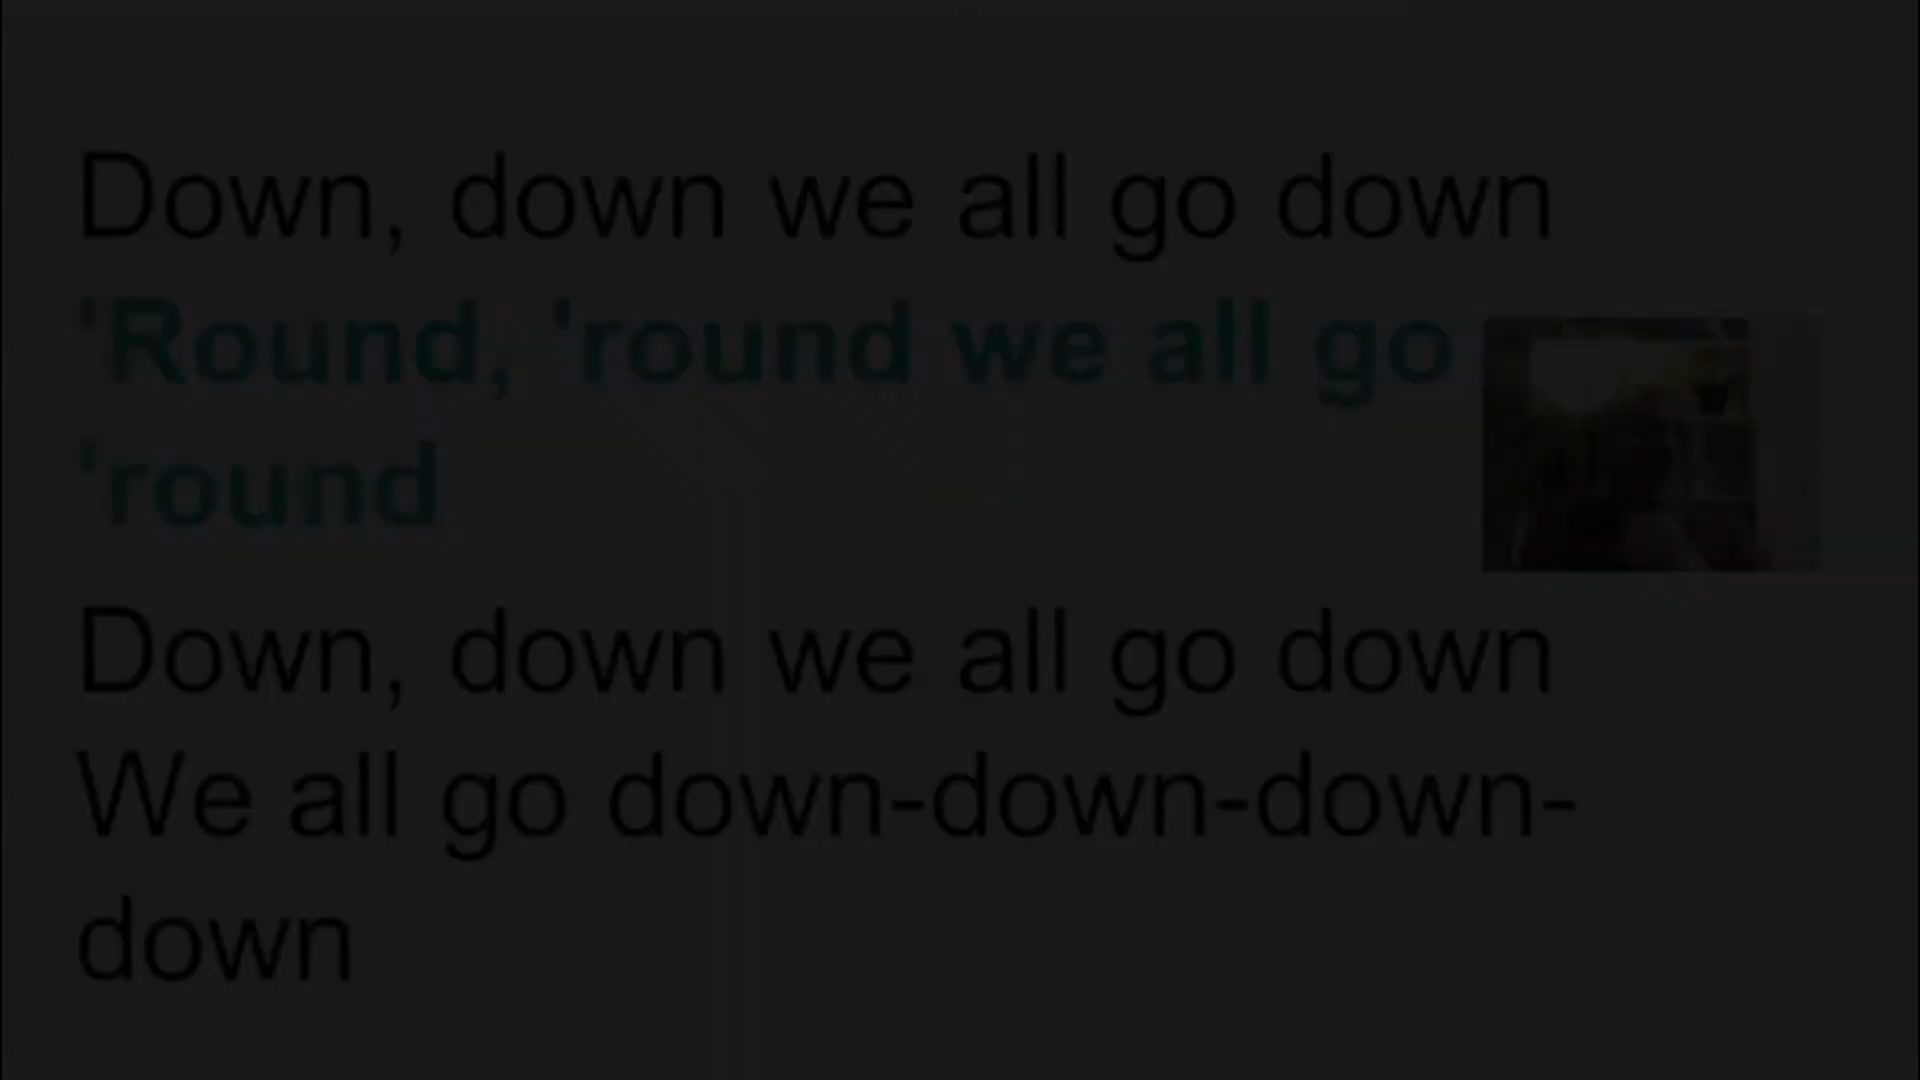 Down, down we all go down
'Round, 'round we all go
'round
Down, down we all go down
We all go down-down-down-
down